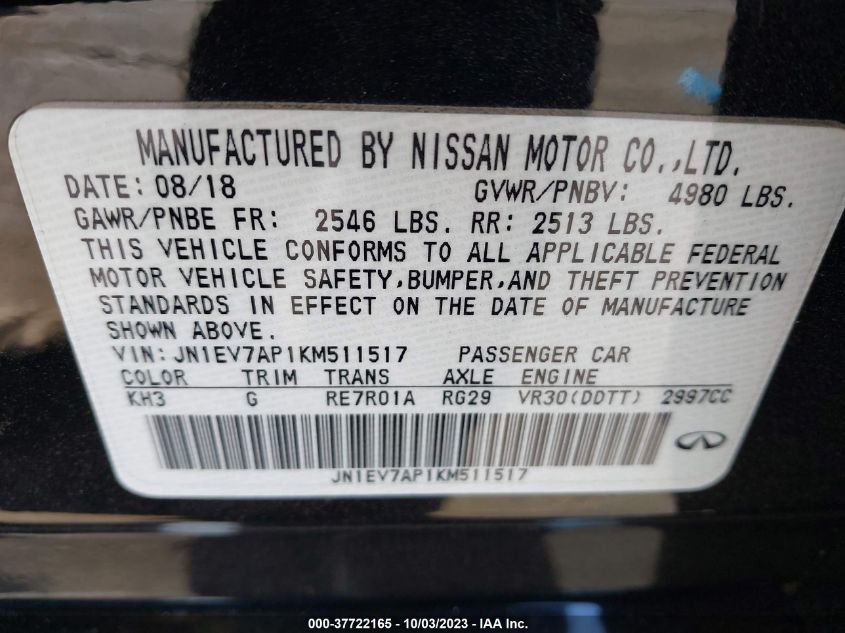 MANUFACTURED BY NISSAN MOTOR CO.,LTD.
DATE: 08/18 GVWR/PNBV: 4980 LBS.
GAWR/PNBE FR: 2546 LBS. RR: 2513 LBS.
THIS VEHICLE CONFORMS TO ALL APPLICABLE FEDERAL
MOTOR VEHICLE SAFETY,BUMPER,AND THEFT PREVENTION
STANDARDS IN EFFECT ON THE DATE OF MANUFACTURE
SHOWN ABOVE.
VIN: JN1EV7AP1KM511517 PASSENGER CAR
COLOR TRIM TRANS AXLE ENGINE
KH3 G RE7R01A RG29 VR30(DDTT) 2997CC
JN1EV7AP1KM511517
000-37722165 - 10/03/2023 - IAA Inc.